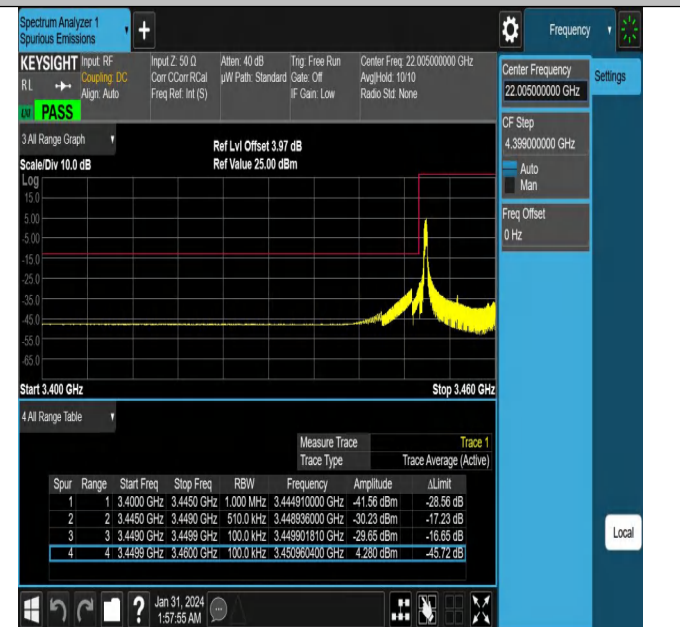 Spectrum Analyzer 1
Spurious Emissions
+
Frequency
KEYSIGHT Input: RF Input Z: 50 Ω Atten: 40 dB Trig: Free Run Center Freq: 22.005000000 GHz
RL Coupling: DC Corr CCorr RCal µW Path: Standard Gate: Off Avg|Hold: 10/10
Align: Auto Freq Ref: Int (S) IF Gain: Low Radio Std: None
PASS
Center Frequency
22.005000000 GHz
Settings
CF Step
4.399000000 GHz
Auto
Man
Freq Offset
0 Hz
3 All Range Graph
Ref Lvl Offset 3.97 dB
Scale/Div 10.0 dB Ref Value 25.00 dBm
Log
15.0
5.00
-5.00
-15.0
-25.0
-35.0
-45.0
-55.0
-65.0
Start 3.400 GHz Stop 3.460 GHz
4 All Range Table
Measure Trace Trace 1
Trace Type Trace Average (Active)
Spur Range Start Freq Stop Freq RBW Frequency Amplitude ΔLimit
1 1 3.4000 GHz 3.4450 GHz 1.000 MHz 3.444910000 GHz -41.56 dBm -28.56 dB
2 2 3.4450 GHz 3.4490 GHz 510.0 kHz 3.448936000 GHz -30.23 dBm -17.23 dB
3 3 3.4490 GHz 3.4499 GHz 100.0 kHz 3.449901810 GHz -29.65 dBm -16.65 dB
4 4 3.4499 GHz 3.4600 GHz 100.0 kHz 3.450960400 GHz 4.280 dBm -45.72 dB
Local
? Jan 31, 2024
1:57:55 AM